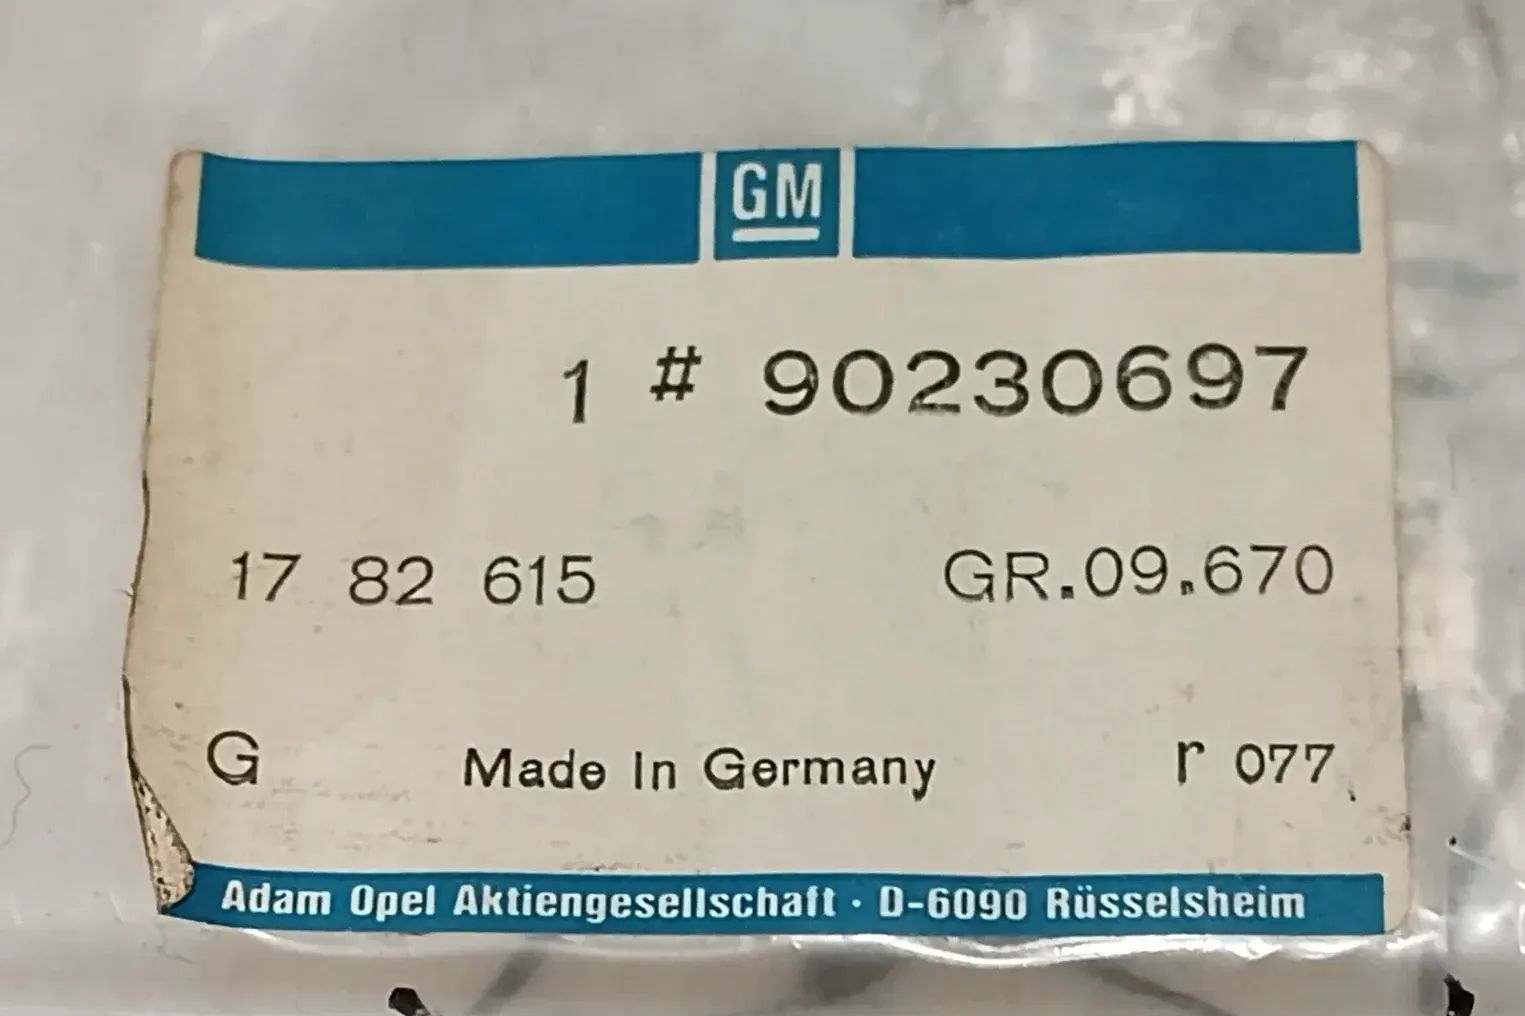 GM
1 # 90230697
17 82 615 GR.09.670
G Made In Germany r 077
Adam Opel Aktiengesellschaft · D-6090 Rüsselsheim